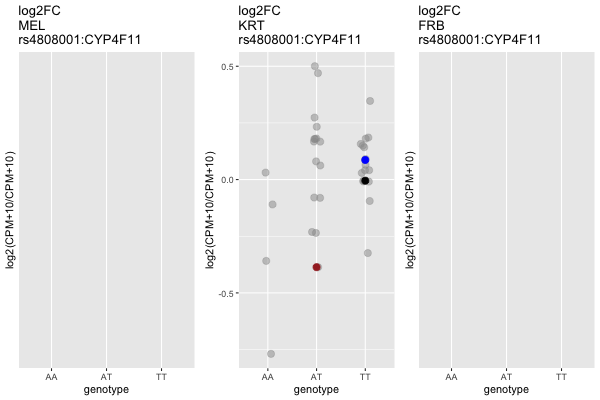 log2FC
MEL
rs4808001:CYP4F11
log2(CPM+10/CPM+10)
AA AT TT
genotype
log2FC
KRT
rs4808001:CYP4F11
log2(CPM+10/CPM+10)
0.5
0.0
-0.5
AA AT TT
genotype
log2FC
FRB
rs4808001:CYP4F11
log2(CPM+10/CPM+10)
AA AT TT
genotype